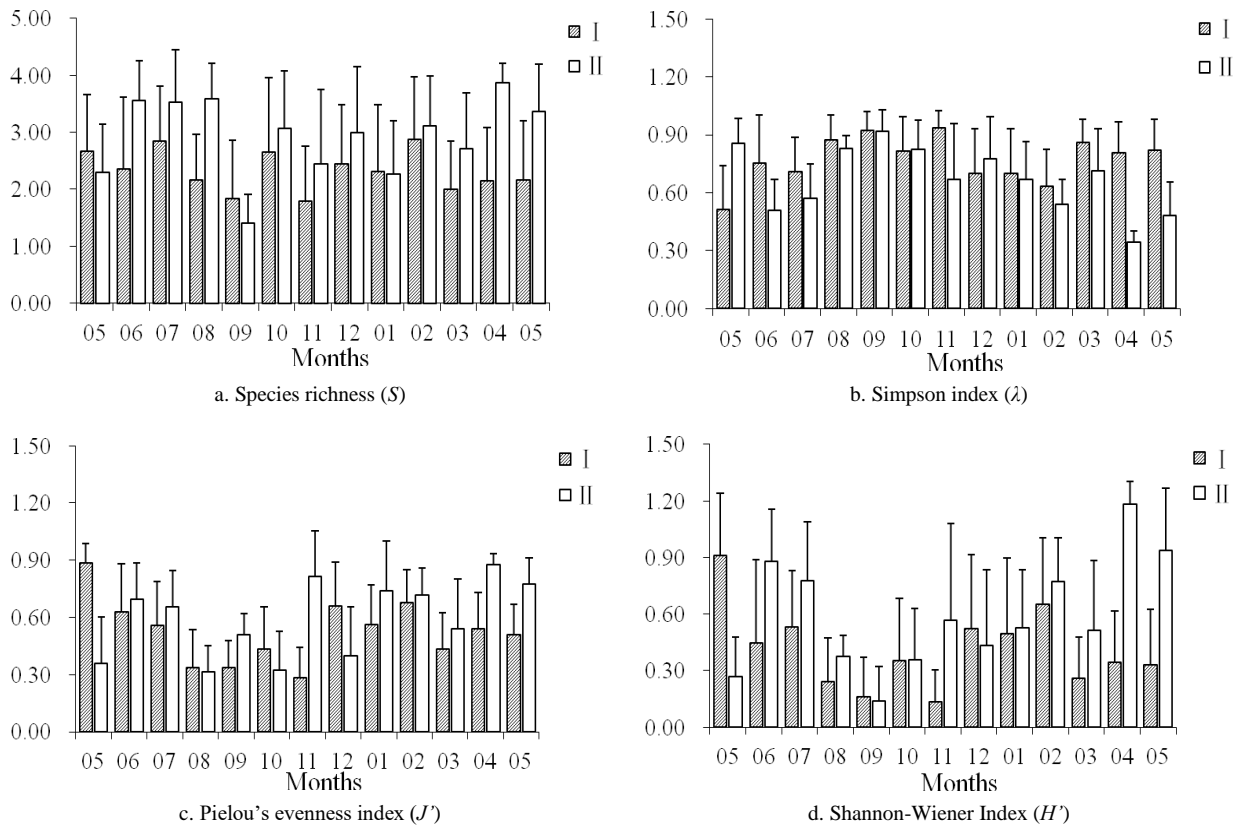 5.00
4.00
3.00
2.00
1.00
0.00
I
II
05 06 07 08 09 10 11 12 01 02 03 04 05
Months
a. Species richness (S)
1.50
1.20
0.90
0.60
0.30
0.00
I
II
05 06 07 08 09 10 11 12 01 02 03 04 05
Months
b. Simpson index (λ)
1.50
1.20
0.90
0.60
0.30
0.00
I
II
05 06 07 08 09 10 11 12 01 02 03 04 05
Months
c. Pielou’s evenness index (J’)
1.50
1.20
0.90
0.60
0.30
0.00
I
II
05 06 07 08 09 10 11 12 01 02 03 04 05
Months
d. Shannon-Wiener Index (H’)